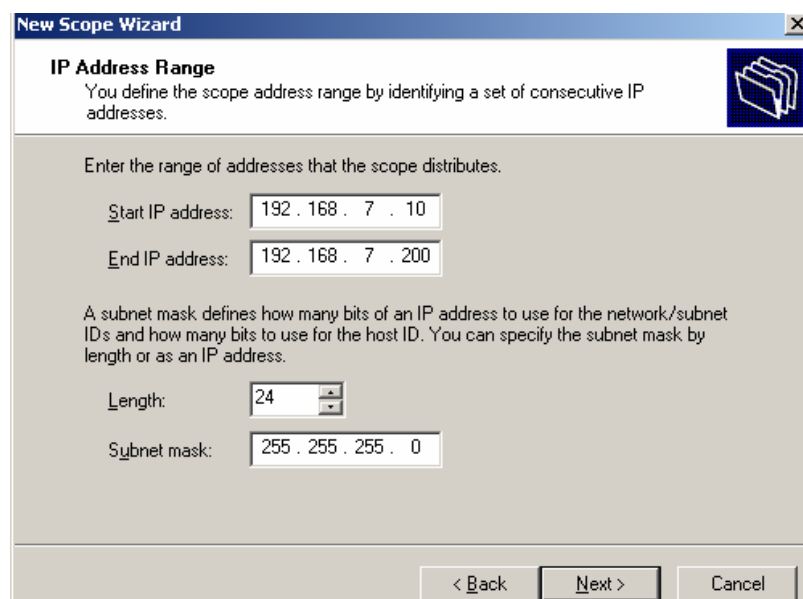 New Scope Wizard
IP Address Range
You define the scope address range by identifying a set of consecutive IP
addresses.
Enter the range of addresses that the scope distributes.
Start IP address: 192 . 168 . 7 . 10
End IP address: 192 . 168 . 7 . 200
A subnet mask defines how many bits of an IP address to use for the network/subnet
IDs and how many bits to use for the host ID. You can specify the subnet mask by
length or as an IP address.
Length: 24
Subnet mask: 255 . 255 . 255 . 0
< Back Next > Cancel